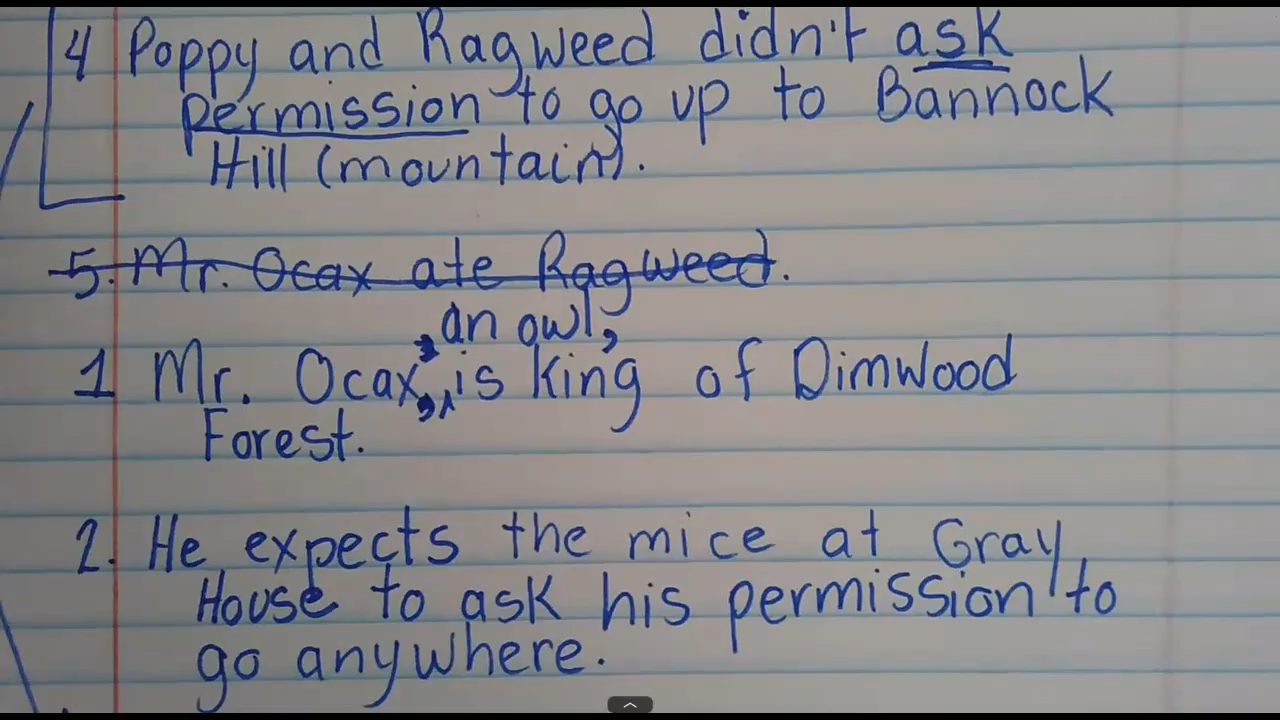 4 Poppy and Ragweed didn't ask
permission to go up to Bannock
Hill (mountain).
5. Mr. Ocax ate Ragweed.
an owl,
1 Mr. Ocax, is king of Dimwood
Forest.
2. He expects the mice at Gray
House to ask his permission to
go anywhere.